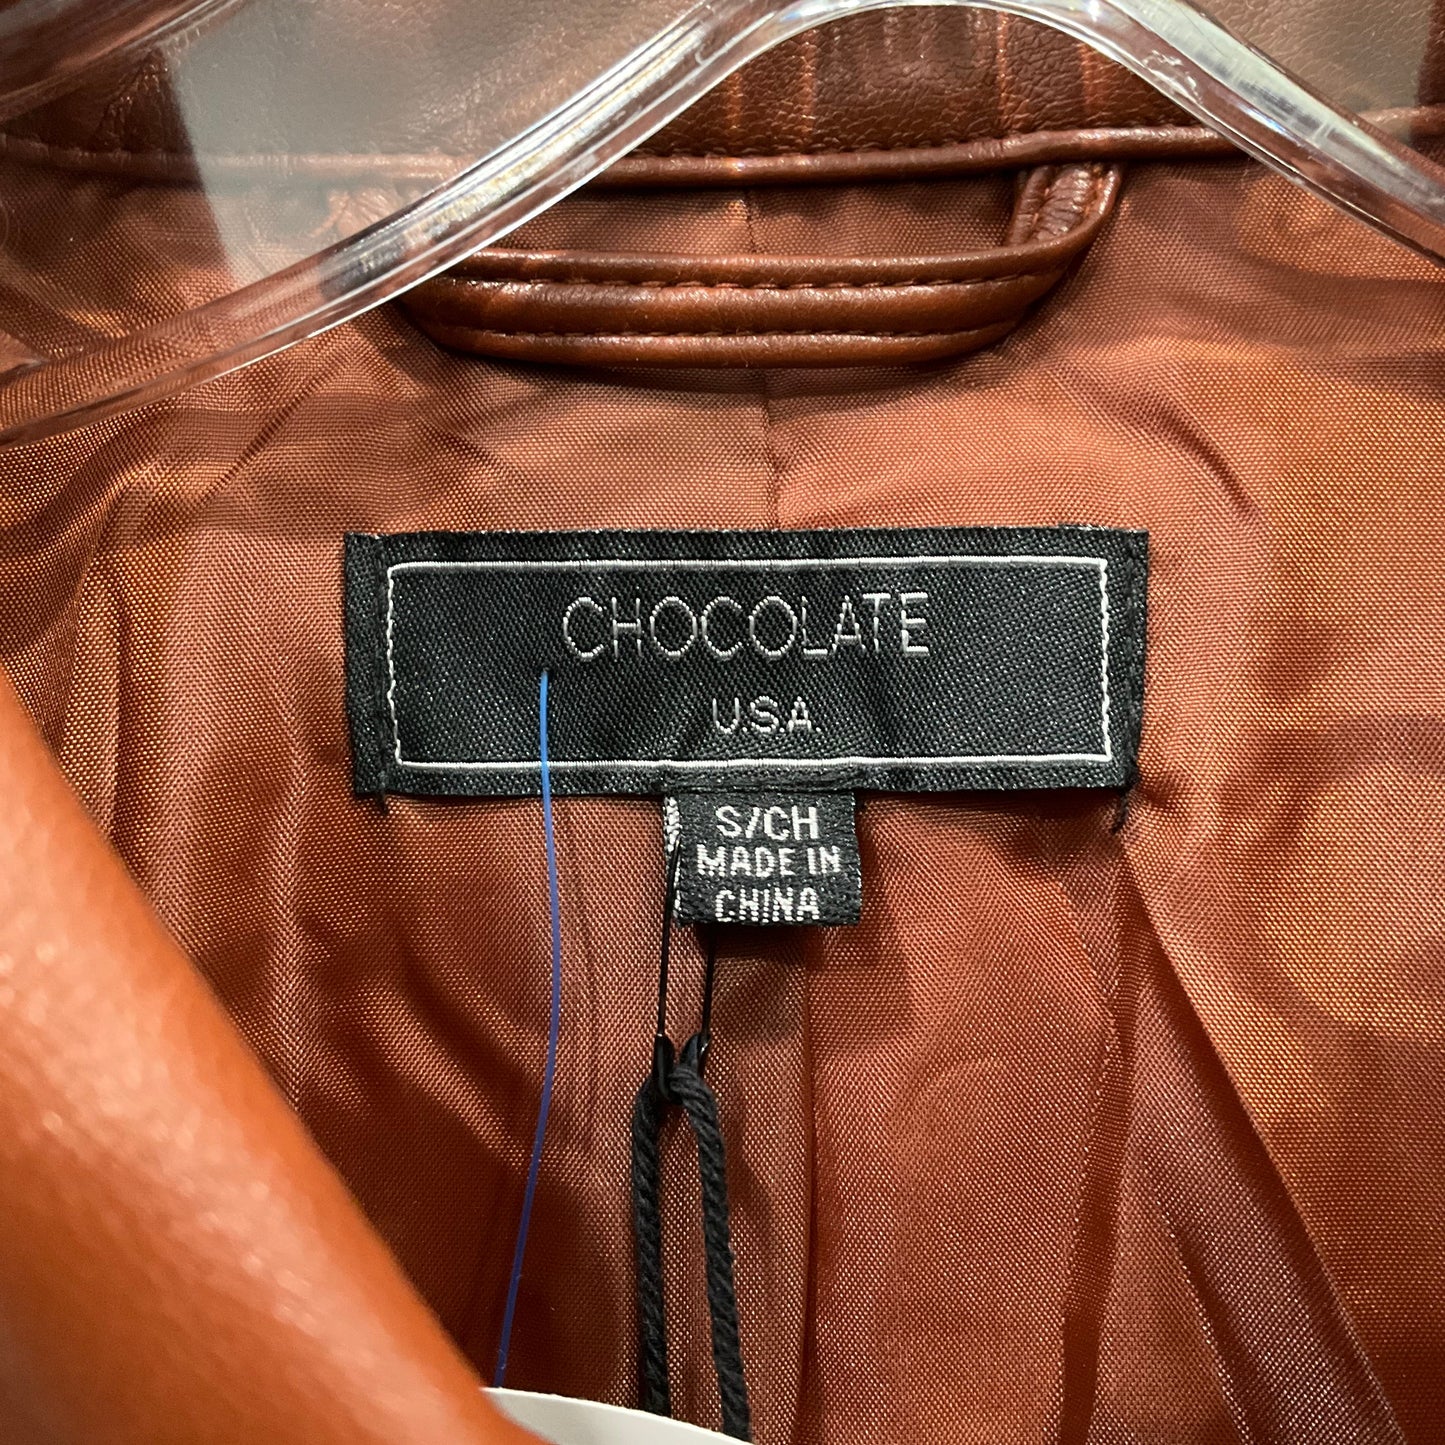 CHOCOLATE
U.S.A.
S/CH
MADE IN
CHINA